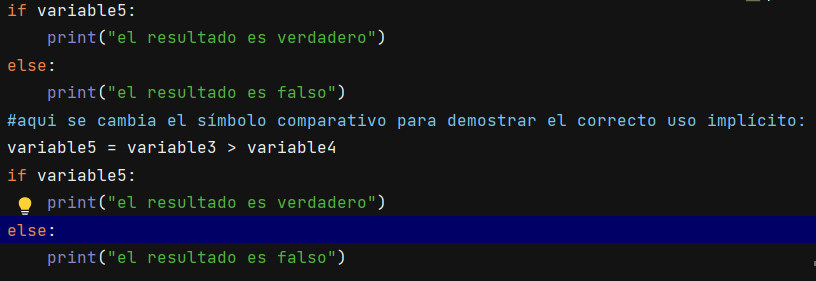 if variable5:
    print("el resultado es verdadero")
else:
    print("el resultado es falso")
#aqui se cambia el símbolo comparativo para demostrar el correcto uso implícito:
variable5 = variable3 > variable4
if variable5:
    print("el resultado es verdadero")
else:
    print("el resultado es falso")